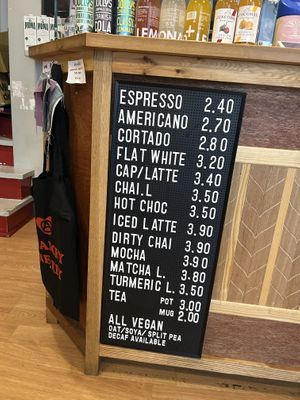 LEMONA
ESPRESSO 2.40
AMERICANO 2.70
CORTADO 2.80
FLAT WHITE 3.20
CAP/LATTE 3.40
CHAI.L 3.50
HOT CHOC 3.50
ICED LATTE 3.90
DIRTY CHAI 3.90
MOCHA 3.90
MATCHA L. 3.80
TURMERIC L. 3.50
TEA POT 3.00
MUG 2.00
ALL VEGAN
OAT/SOYA/ SPLIT PEA
DECAF AVAILABLE